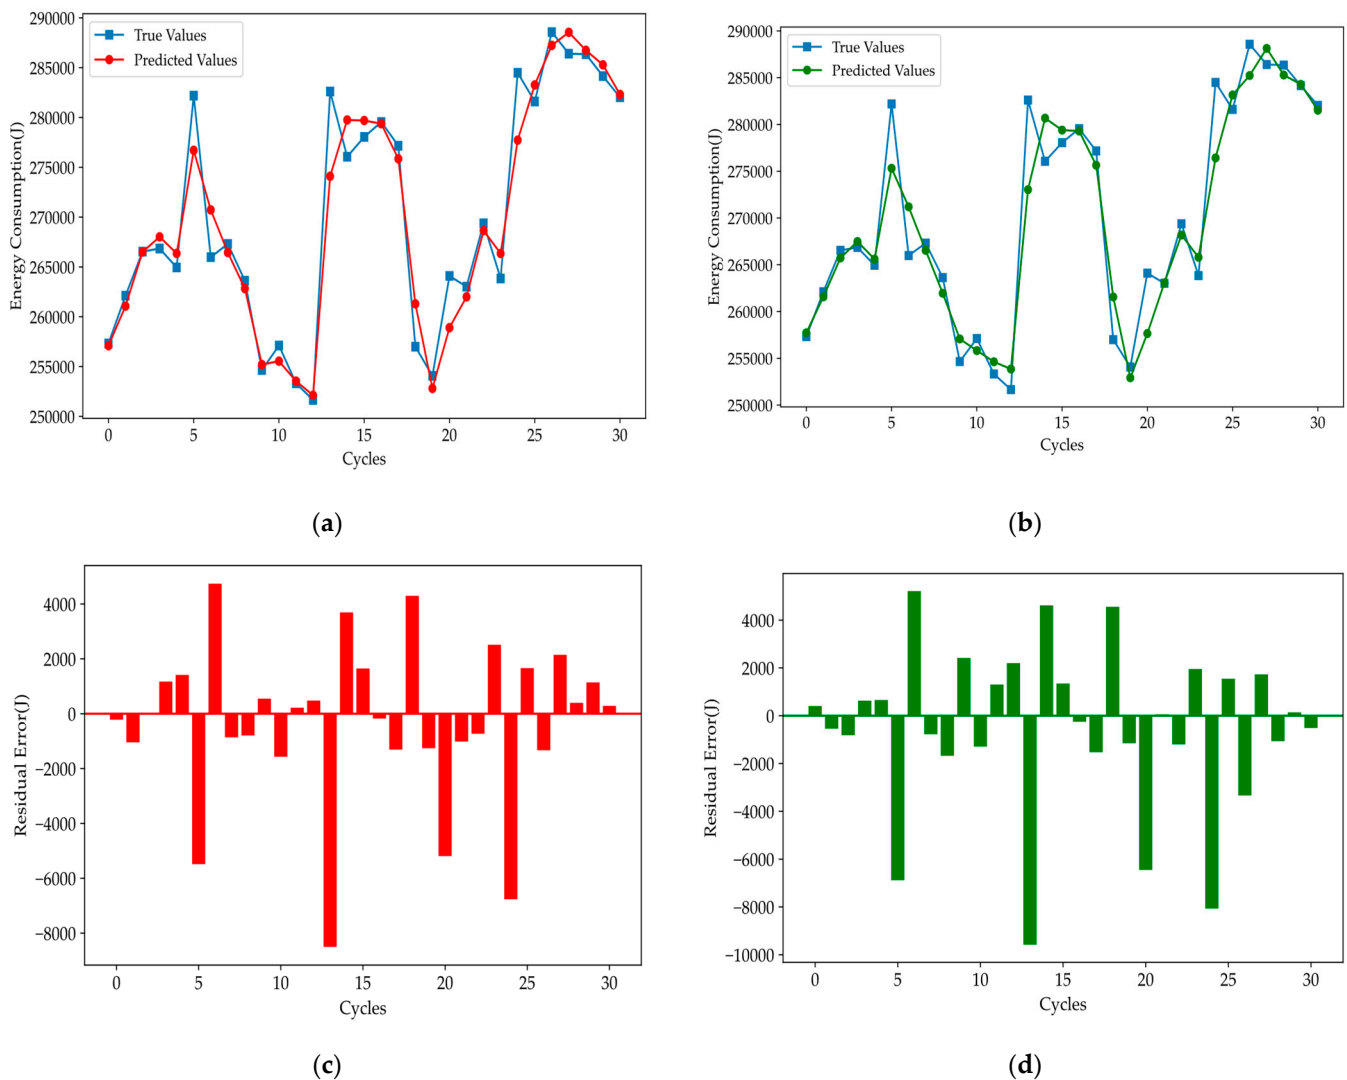 290000
285000
280000
275000
270000
265000
260000
255000
250000
Energy Consumption(J)
True Values
Predicted Values
0 5 10 15 20 25 30
Cycles
(a)
290000
285000
280000
275000
270000
265000
260000
255000
250000
Energy Consumption(J)
True Values
Predicted Values
0 5 10 15 20 25 30
Cycles
(b)
4000
2000
0
−2000
−4000
−6000
−8000
Residual Error(J)
0 5 10 15 20 25 30
Cycles
(c)
4000
2000
0
−2000
−4000
−6000
−8000
−10000
Residual Error(J)
0 5 10 15 20 25 30
Cycles
(d)